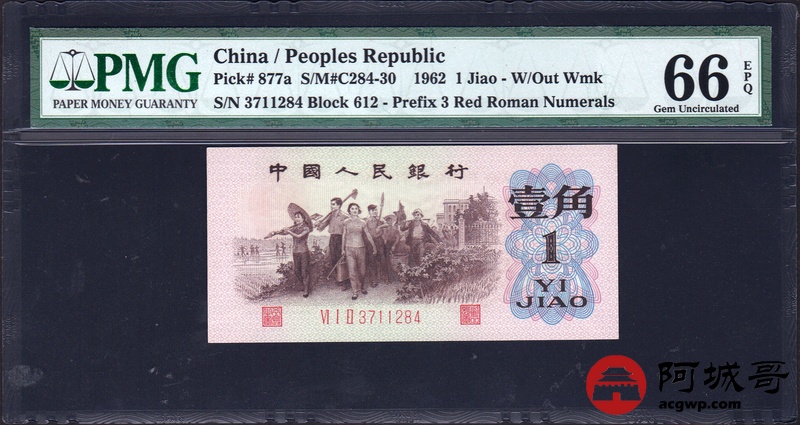 PMG
PAPER MONEY GUARANTY
China / Peoples Republic
Pick# 877a S/M#C284-30 1962 1 Jiao - W/Out Wmk
S/N 3711284 Block 612 - Prefix 3 Red Roman Numerals
66 EPQ
Gem Uncirculated
中國人民銀行
壹角
1
YI
JIAO
VI I II 3711284
阿城哥
acgwp.com